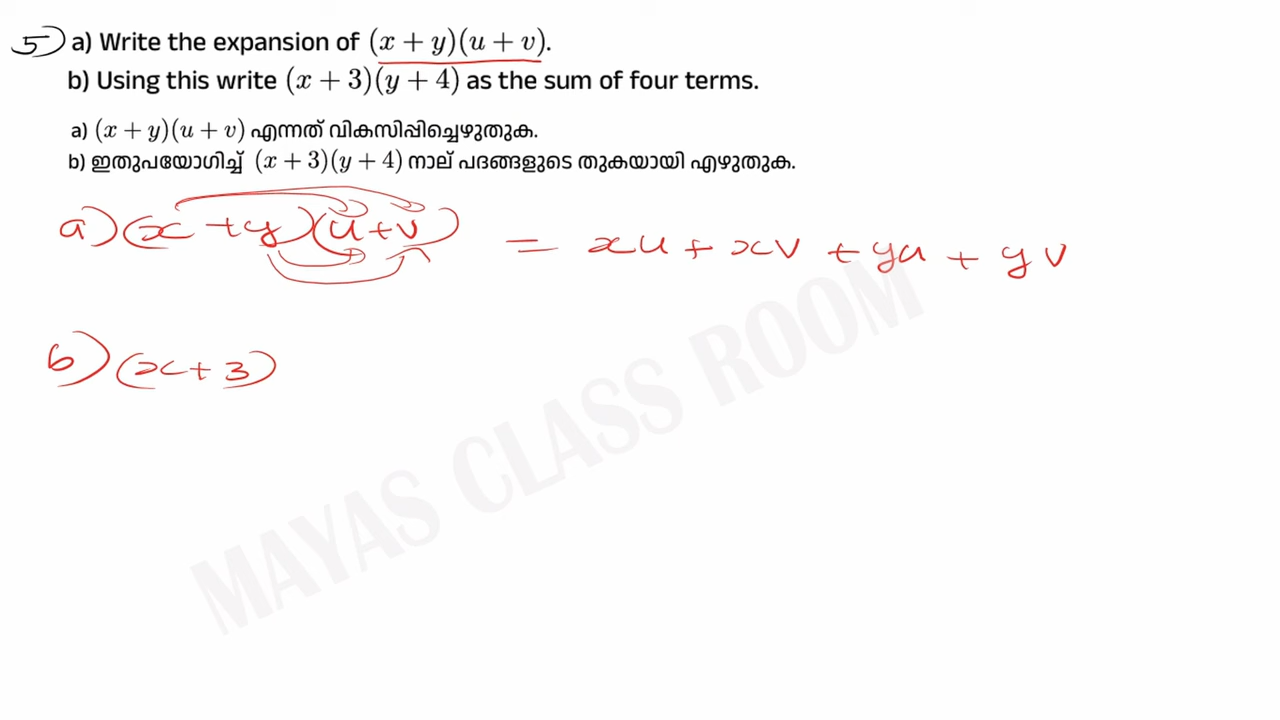 5) a) Write the expansion of (x + y)(u + v).
b) Using this write (x + 3)(y + 4) as the sum of four terms.
a) (x + y)(u + v) എന്നത് വികസിപ്പിച്ചെഴുതുക.
b) ഇതുപയോഗിച്ച് (x + 3)(y + 4) നാല് പദങ്ങളുടെ തുകയായി എഴുതുക.
a) (x + y)(u + v) = xu + xv + yu + yv
b) (x + 3)
MAYAS CLASS ROOM